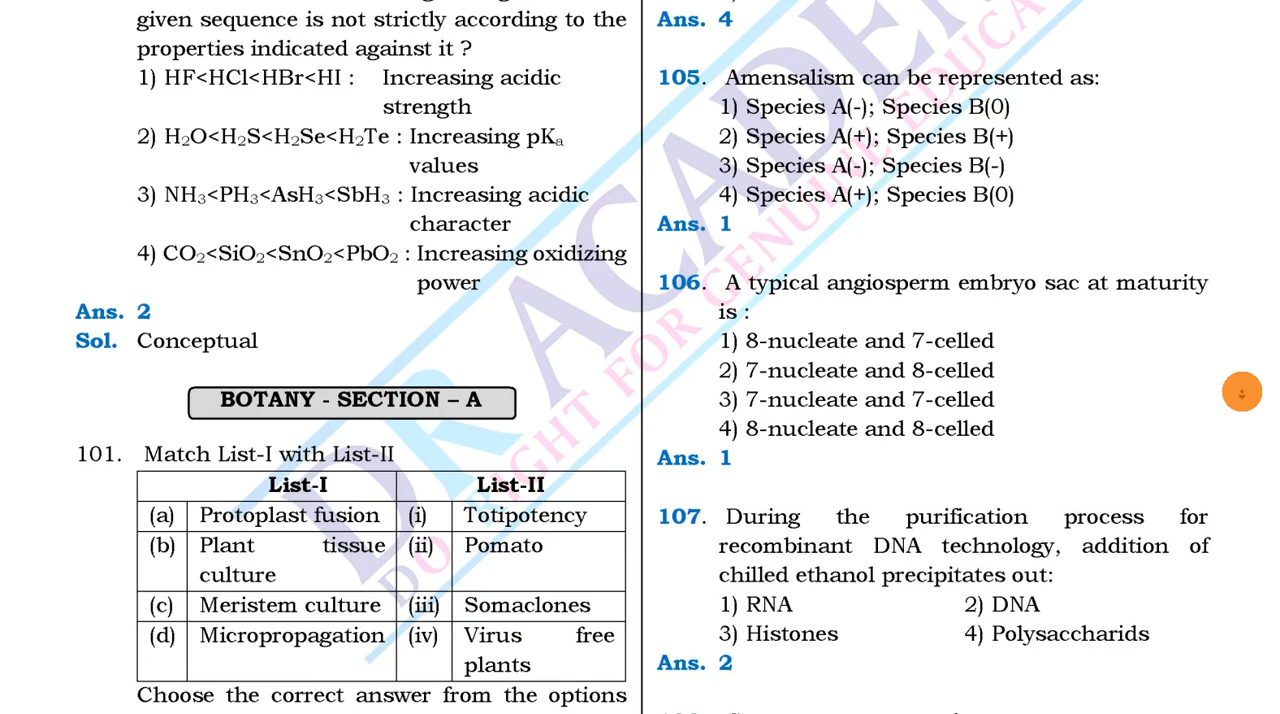 given sequence is not strictly according to the
properties indicated against it ?
1) HF<HCl<HBr<HI : Increasing acidic
strength
2) H₂O<H₂S<H₂Se<H₂Te : Increasing pKₐ
values
3) NH₃<PH₃<AsH₃<SbH₃ : Increasing acidic
character
4) CO₂<SiO₂<SnO₂<PbO₂ : Increasing oxidizing
power
Ans. 2
Sol. Conceptual
BOTANY - SECTION – A
101. Match List-I with List-II
List-I List-II
(a) Protoplast fusion (i) Totipotency
(b) Plant tissue (ii) Pomato
culture
(c) Meristem culture (iii) Somaclones
(d) Micropropagation (iv) Virus free
plants
Choose the correct answer from the options
Ans. 4
105. Amensalism can be represented as:
1) Species A(-); Species B(0)
2) Species A(+); Species B(+)
3) Species A(-); Species B(-)
4) Species A(+); Species B(0)
Ans. 1
106. A typical angiosperm embryo sac at maturity
is :
1) 8-nucleate and 7-celled
2) 7-nucleate and 8-celled
3) 7-nucleate and 7-celled
4) 8-nucleate and 8-celled
Ans. 1
107. During the purification process for
recombinant DNA technology, addition of
chilled ethanol precipitates out:
1) RNA 2) DNA
3) Histones 4) Polysaccharids
Ans. 2
DR ACADEM
DO RIGHT FOR GENUINE EDUCA